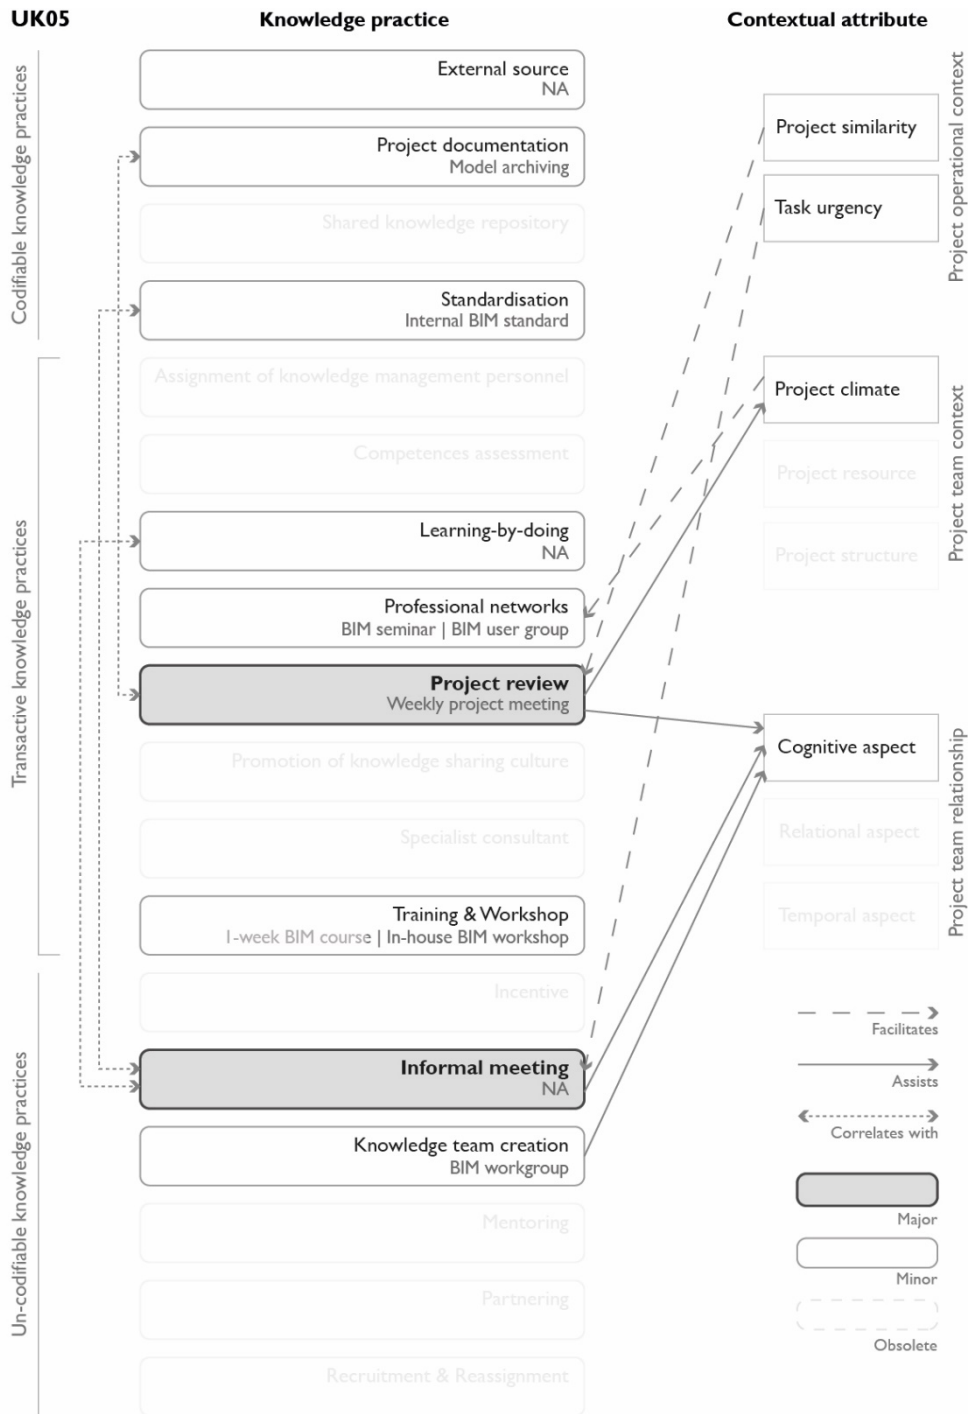 UK05
Knowledge practice
Contextual attribute
Codifiable knowledge practices
External source
NA
Project documentation
Model archiving
Shared knowledge repository
Standardisation
Internal BIM standard
Transactive knowledge practices
Assignment of knowledge management personnel
Competences assessment
Learning-by-doing
NA
Professional networks
BIM seminar | BIM user group
Project review
Weekly project meeting
Promotion of knowledge sharing culture
Specialist consultant
Training & Workshop
1-week BIM course | In-house BIM workshop
Un-codifiable knowledge practices
Incentive
Informal meeting
NA
Knowledge team creation
BIM workgroup
Mentoring
Partnering
Recruitment & Reassignment
Project operational context
Project similarity
Task urgency
Project team context
Project climate
Project resource
Project structure
Project team relationship
Cognitive aspect
Relational aspect
Temporal aspect
Facilitates
Assists
Correlates with
Major
Minor
Obsolete